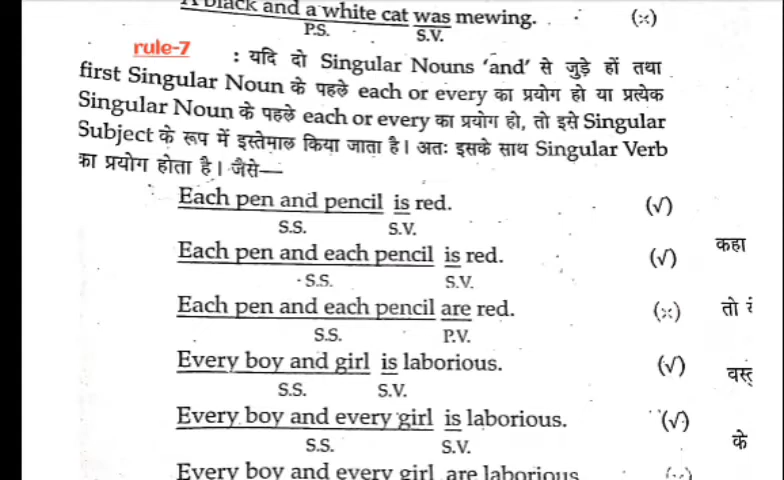 A black and a white cat was mewing. (×)
P.S. S.V.
rule-7 : यदि दो Singular Nouns ‘and’ से जुड़े हों तथा
first Singular Noun के पहले each or every का प्रयोग हो या प्रत्येक
Singular Noun के पहले each or every का प्रयोग हो, तो इसे Singular
Subject के रूप में इस्तेमाल किया जाता है। अतः इसके साथ Singular Verb
का प्रयोग होता है। जैसे—
Each pen and pencil is red. (√)
S.S. S.V.
Each pen and each pencil is red. (√)
S.S. S.V.
Each pen and each pencil are red. (×)
S.S. P.V.
Every boy and girl is laborious. (√)
S.S. S.V.
Every boy and every girl is laborious. (√)
S.S. S.V.
Every boy and every girl are laborious
कहा
तो
वस्
के